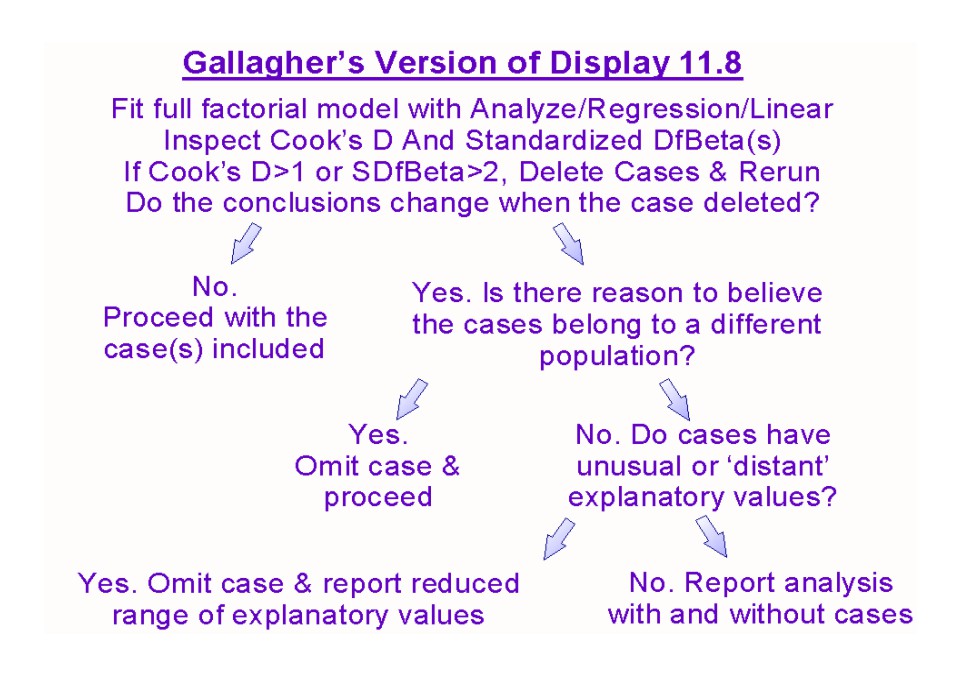 Gallagher's Version of Display 11.8
Fit full factorial model with Analyze/Regression/Linear
Inspect Cook's D And Standardized DfBeta(s)
If Cook's D>1 or SDfBeta>2, Delete Cases & Rerun
Do the conclusions change when the case deleted?
No.
Proceed with the
case(s) included
Yes. Is there reason to believe
the cases belong to a different
population?
Yes.
Omit case &
proceed
No. Do cases have
unusual or ‘distant’
explanatory values?
Yes. Omit case & report reduced
range of explanatory values
No. Report analysis
with and without cases